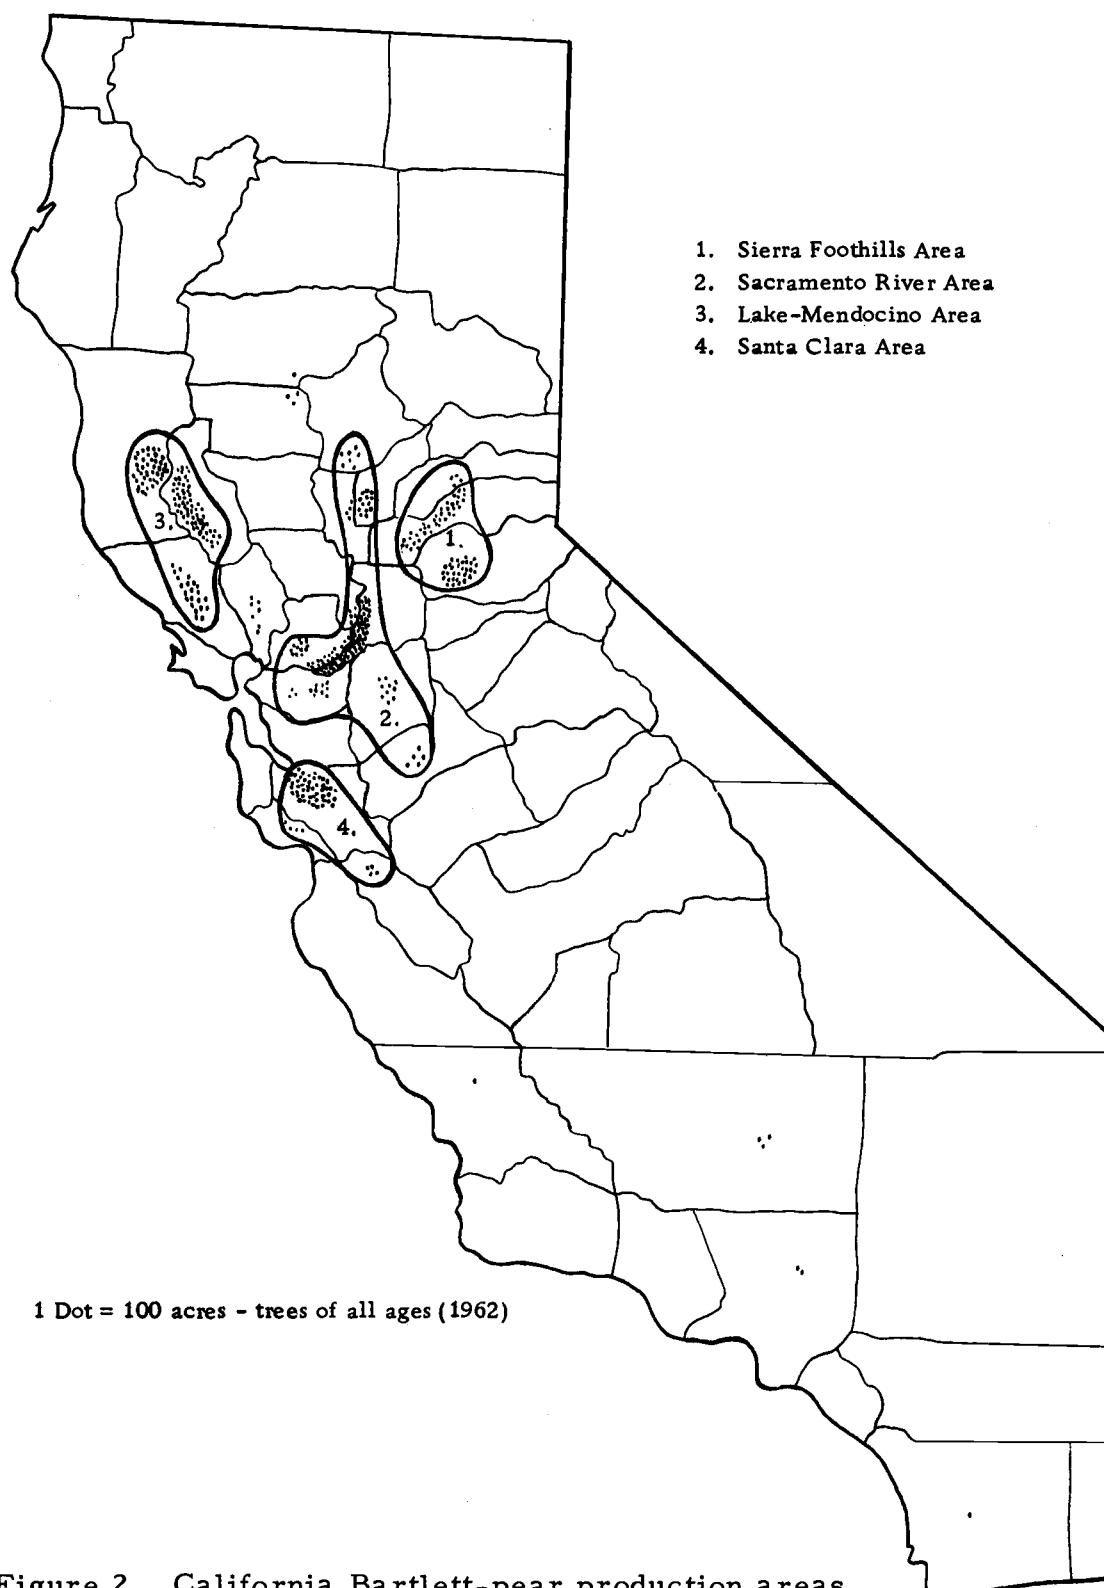 1. Sierra Foothills Area
2. Sacramento River Area
3. Lake-Mendocino Area
4. Santa Clara Area
3.
1.
2.
4.
1 Dot = 100 acres - trees of all ages (1962)
Figure 2. California Bartlett-pear production areas